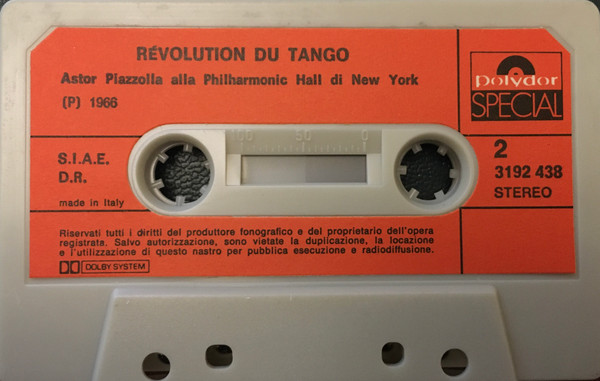 RÉVOLUTION DU TANGO
Astor Piazzolla alla Philharmonic Hall di New York
(P) 1966
polydor
SPECIAL
100 50 0
S.I.A.E.
D.R.
made in Italy
2
3192 438
STEREO
Riservati tutti i diritti del produttore fonografico e del proprietario dell'opera
registrata. Salvo autorizzazione, sono vietate la duplicazione, la locazione
e l'utilizzazione di questo nastro per pubblica esecuzione e radiodiffusione.
DOLBY SYSTEM